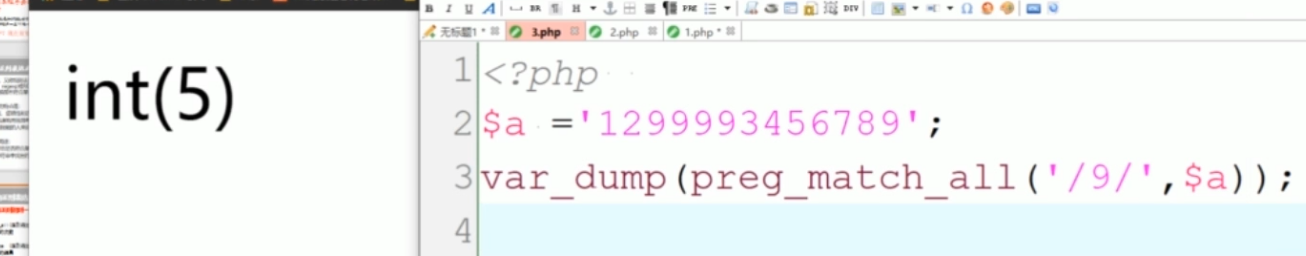 int(5)
B I U A BR ¶ H PRE DIV Ω
无标题1 * 3.php 2.php 1.php *
1 <?php
2 $a ='1299993456789';
3 var_dump(preg_match_all('/9/',$a));
4